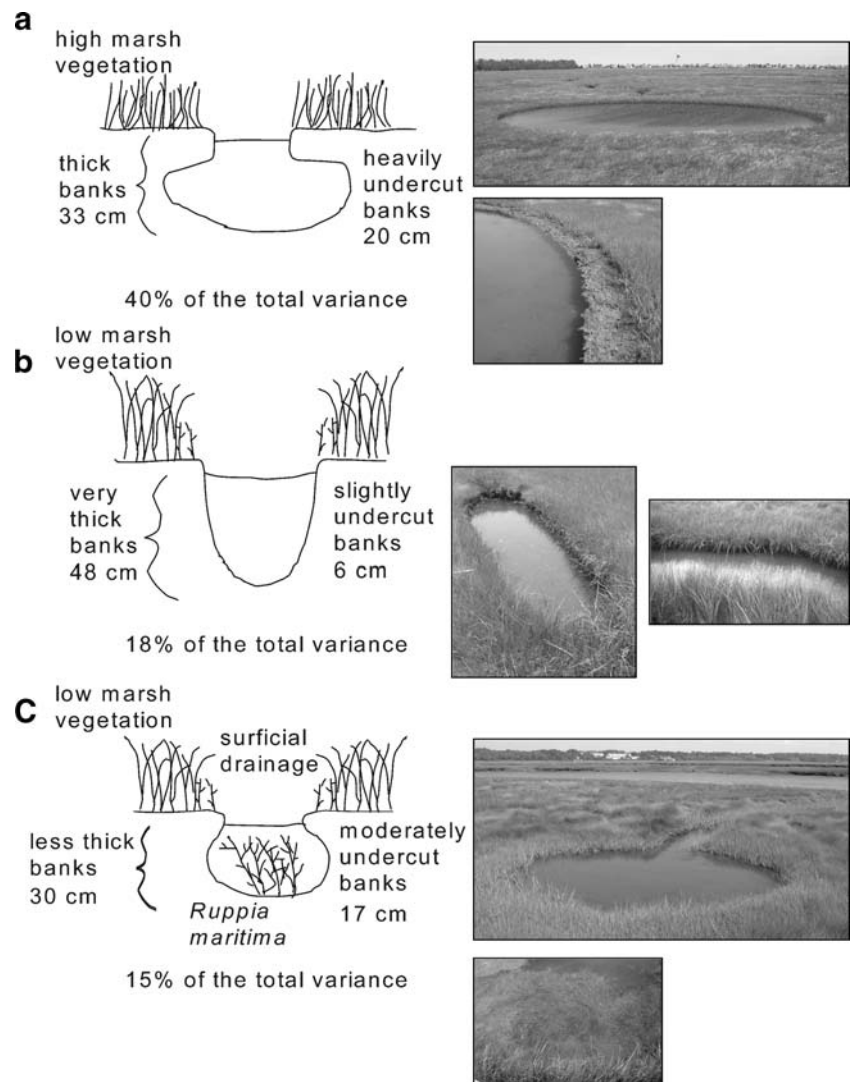 a
high marsh
vegetation
thick
banks
33 cm
heavily
undercut
banks
20 cm
40% of the total variance
b
low marsh
vegetation
very
thick
banks
48 cm
slightly
undercut
banks
6 cm
18% of the total variance
C
low marsh
vegetation
surficial
drainage
less thick
banks
30 cm
moderately
undercut
banks
17 cm
Ruppia
maritima
15% of the total variance